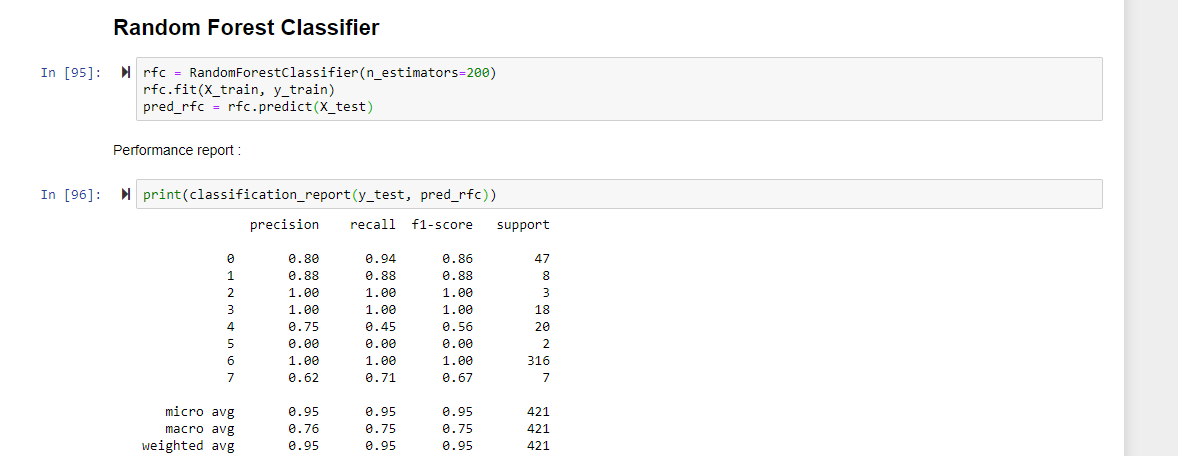 Random Forest Classifier
In [95]: rfc = RandomForestClassifier(n_estimators=200)
rfc.fit(X_train, y_train)
pred_rfc = rfc.predict(X_test)
Performance report :
In [96]: print(classification_report(y_test, pred_rfc))
precision recall f1-score support
0 0.80 0.94 0.86 47
1 0.88 0.88 0.88 8
2 1.00 1.00 1.00 3
3 1.00 1.00 1.00 18
4 0.75 0.45 0.56 20
5 0.00 0.00 0.00 2
6 1.00 1.00 1.00 316
7 0.62 0.71 0.67 7
micro avg 0.95 0.95 0.95 421
macro avg 0.76 0.75 0.75 421
weighted avg 0.95 0.95 0.95 421